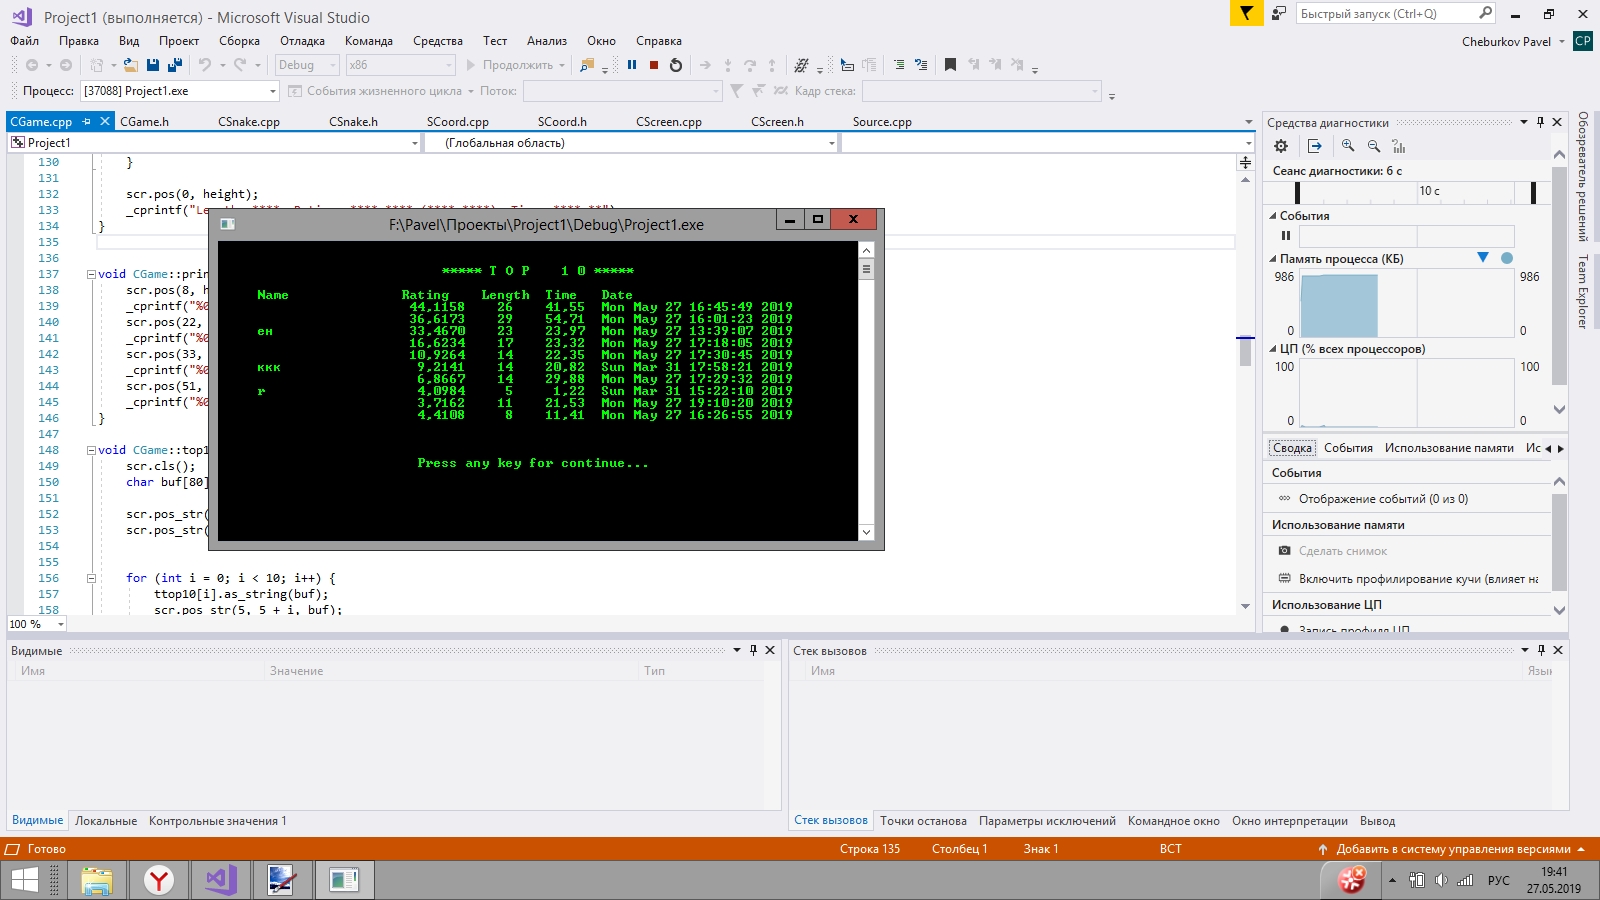 Project1 (выполняется) - Microsoft Visual Studio
Быстрый запуск (Ctrl+Q)
Файл Правка Вид Проект Сборка Отладка Команда Средства Тест Анализ Окно Справка
Cheburkov Pavel CP
Debug x86 Продолжить
Процесс: [37088] Project1.exe События жизненного цикла Поток: Кадр стека:
CGame.cpp CGame.h CSnake.cpp CSnake.h SCoord.cpp SCoord.h CScreen.cpp CScreen.h Source.cpp
Project1 (Глобальная область)
130 }
131
132 scr.pos(0, height);
133
134 }
135
136
137 void CGame::prin
138 scr.pos(8, h
139 _cprintf("%0
140 scr.pos(22,
141 _cprintf("%0
142 scr.pos(33,
143 _cprintf("%0
144 scr.pos(51,
145 _cprintf("%0
146 }
147
148 void CGame::top1
149 scr.cls();
150 char buf[80]
151
152 scr.pos_str(
153 scr.pos_str(
154
155
156 for (int i = 0; i < 10; i++) {
157 ttop10[i].as_string(buf);
158 scr.pos_str(5, 5 + i, buf);
100 %
F:\Pavel\Проекты\Project1\Debug\Project1.exe
***** T O P 1 0 *****
Name Rating Length Time Date
44,1158 26 41,55 Mon May 27 16:45:49 2019
36,6173 29 54,71 Mon May 27 16:01:23 2019
ен 33,4670 23 23,97 Mon May 27 13:39:07 2019
16,6234 17 23,32 Mon May 27 17:18:05 2019
10,9264 14 22,35 Mon May 27 17:30:45 2019
ккк 9,2141 14 20,82 Sun Mar 31 17:58:21 2019
6,8667 14 29,88 Mon May 27 17:29:32 2019
г 4,0984 5 1,22 Sun Mar 31 15:22:10 2019
3,7162 11 21,53 Mon May 27 19:10:20 2019
4,4108 8 11,41 Mon May 27 16:26:55 2019
Press any key for continue...
Средства диагностики
Сеанс диагностики: 6 с
10 с
События
Память процесса (КБ)
986 986
0 0
ЦП (% всех процессоров)
100 100
0 0
Сводка События Использование памяти Ис
События
Отображение событий (0 из 0)
Использование памяти
Сделать снимок
Включить профилирование кучи (влияет на
Использование ЦП
Запись профиля ЦП
Обозреватель решений
Team Explorer
Видимые
Имя Значение Тип
Видимые Локальные Контрольные значения 1
Стек вызовов
Имя Язык
Стек вызовов Точки останова Параметры исключений Командное окно Окно интерпретации Вывод
Готово Строка 135 Столбец 1 Знак 1 ВСТ Добавить в систему управления версиями
РУС
19:41
27.05.2019